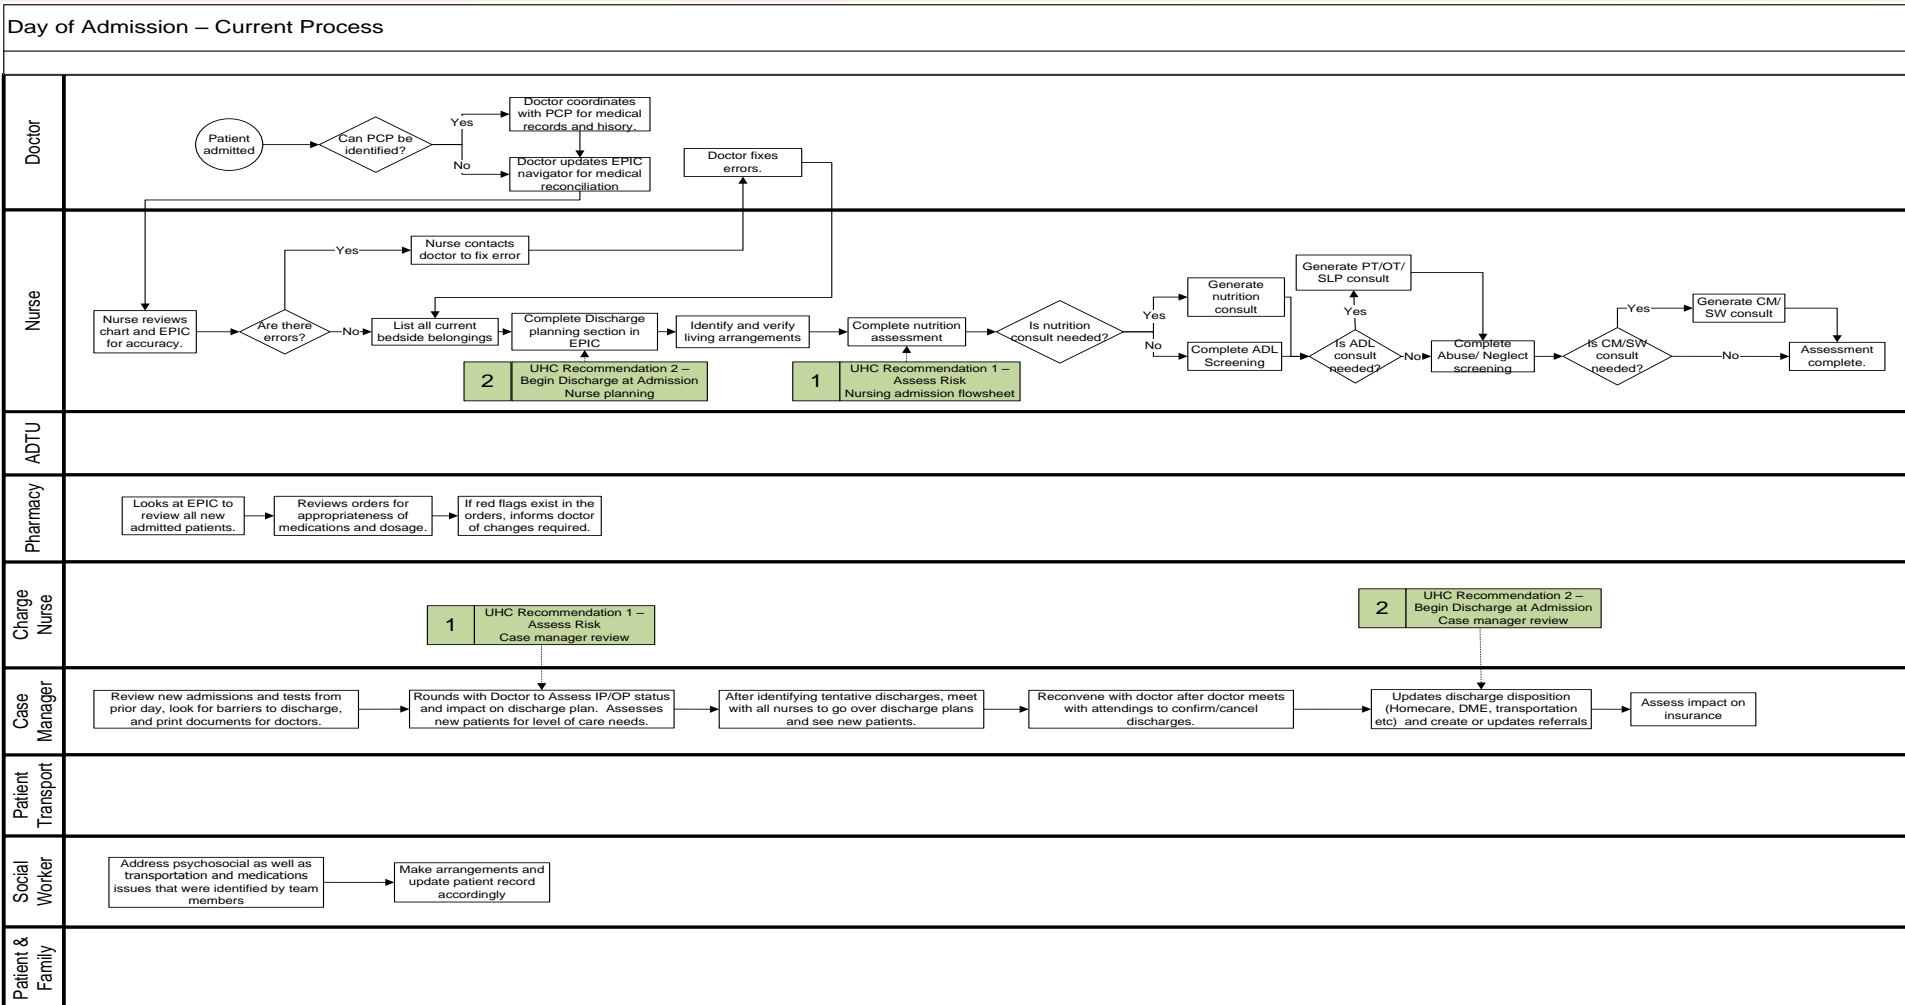 Day of Admission – Current Process
Doctor
Patient
admitted
Can PCP be
identified?
Yes
No
Doctor coordinates
with PCP for medical
records and hisory.
Doctor updates EPIC
navigator for medical
reconciliation
Doctor fixes
errors.
Nurse
Nurse reviews
chart and EPIC
for accuracy.
Are there
errors?
Yes
No
Nurse contacts
doctor to fix error
List all current
bedside belongings
Complete Discharge
planning section in
EPIC
2
UHC Recommendation 2 –
Begin Discharge at Admission
Nurse planning
Identify and verify
living arrangements
Complete nutrition
assessment
1
UHC Recommendation 1 –
Assess Risk
Nursing admission flowsheet
Is nutrition
consult needed?
Yes
No
Generate
nutrition
consult
Complete ADL
Screening
Is ADL
consult
needed?
Yes
No
Generate PT/OT/
SLP consult
Complete
Abuse/ Neglect
screening
Is CM/SW
consult
needed?
Yes
No
Generate CM/
SW consult
Assessment
complete.
ADTU
Pharmacy
Looks at EPIC to
review all new
admitted patients.
Reviews orders for
appropriateness of
medications and dosage.
If red flags exist in the
orders, informs doctor
of changes required.
Charge
Nurse
1
UHC Recommendation 1 –
Assess Risk
Case manager review
2
UHC Recommendation 2 –
Begin Discharge at Admission
Case manager review
Case
Manager
Review new admissions and tests from
prior day, look for barriers to discharge,
and print documents for doctors.
Rounds with Doctor to Assess IP/OP status
and impact on discharge plan.  Assesses
new patients for level of care needs.
After identifying tentative discharges, meet
with all nurses to go over discharge plans
and see new patients.
Reconvene with doctor after doctor meets
with attendings to confirm/cancel
discharges.
Updates discharge disposition
(Homecare, DME, transportation
etc)  and create or updates referrals
Assess impact on
insurance
Patient
Transport
Social
Worker
Address psychosocial as well as
transportation and medications
issues that were identified by team
members
Make arrangements and
update patient record
accordingly
Patient &
Family